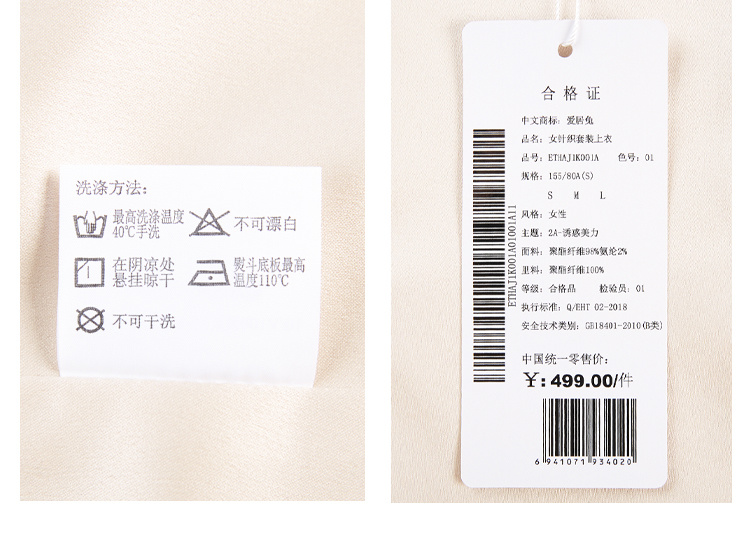 洗涤方法:
最高洗涤温度
40℃手洗
不可漂白
在阴凉处
悬挂晾干
熨斗底板最高
温度110℃
不可干洗
合格证
中文商标: 爱居兔
品名: 女针织套装上衣
品号: ETHAJ1K001A 色号: 01
规格: 155/80A(S)
S M L
风格: 女性
主题: 2A-诱惑美力
面料: 聚酯纤维98%氨纶2%
里料: 聚酯纤维100%
等级: 合格品 检验员: 01
执行标准: Q/EHT 02-2018
安全技术类别: GB18401-2010(B类)
中国统一零售价:
¥: 499.00/件
6 941071 934020
ETHAJ1K001A01001A11